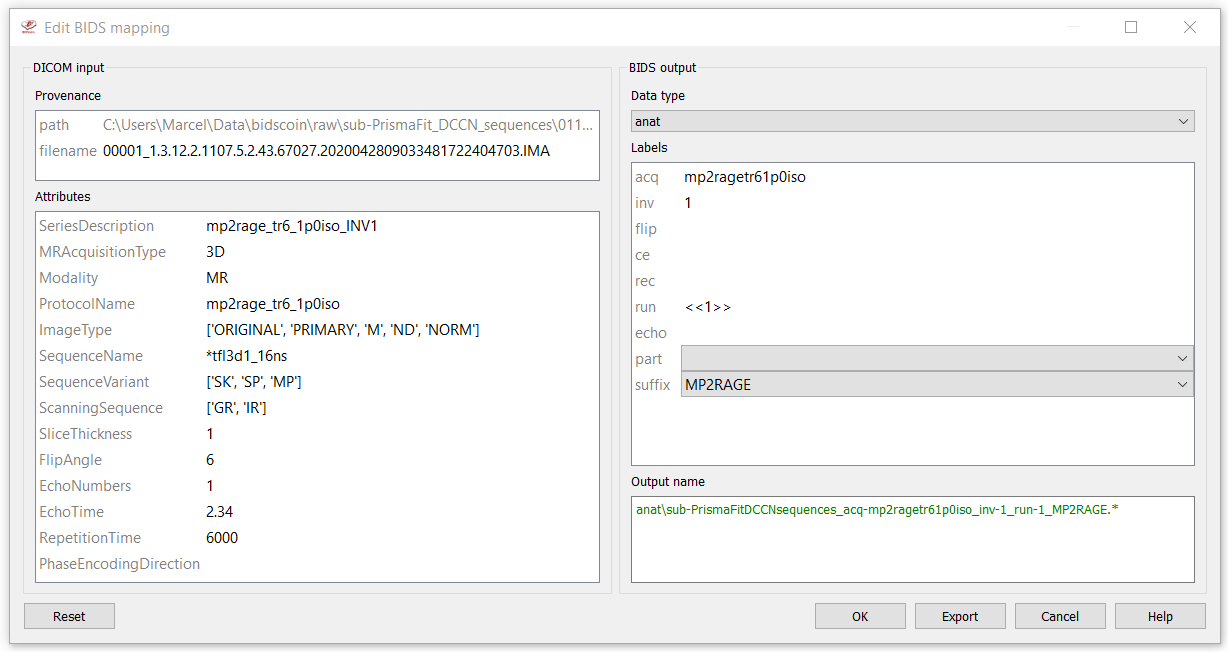 Edit BIDS mapping
DICOM input
Provenance
path C:\Users\Marcel\Data\bidscoin\raw\sub-PrismaFit_DCCN_sequences\011...
filename 00001_1.3.12.2.1107.5.2.43.67027.2020042809033481722404703.IMA
Attributes
SeriesDescription mp2rage_tr6_1p0iso_INV1
MRAcquisitionType 3D
Modality MR
ProtocolName mp2rage_tr6_1p0iso
ImageType ['ORIGINAL', 'PRIMARY', 'M', 'ND', 'NORM']
SequenceName *tfl3d1_16ns
SequenceVariant ['SK', 'SP', 'MP']
ScanningSequence ['GR', 'IR']
SliceThickness 1
FlipAngle 6
EchoNumbers 1
EchoTime 2.34
RepetitionTime 6000
PhaseEncodingDirection
Reset
BIDS output
Data type
anat
Labels
acq mp2ragetr61p0iso
inv 1
flip
ce
rec
run <<1>>
echo
part
suffix MP2RAGE
Output name
anat\sub-PrismaFitDCCNsequences_acq-mp2ragetr61p0iso_inv-1_run-1_MP2RAGE.*
OK Export Cancel Help